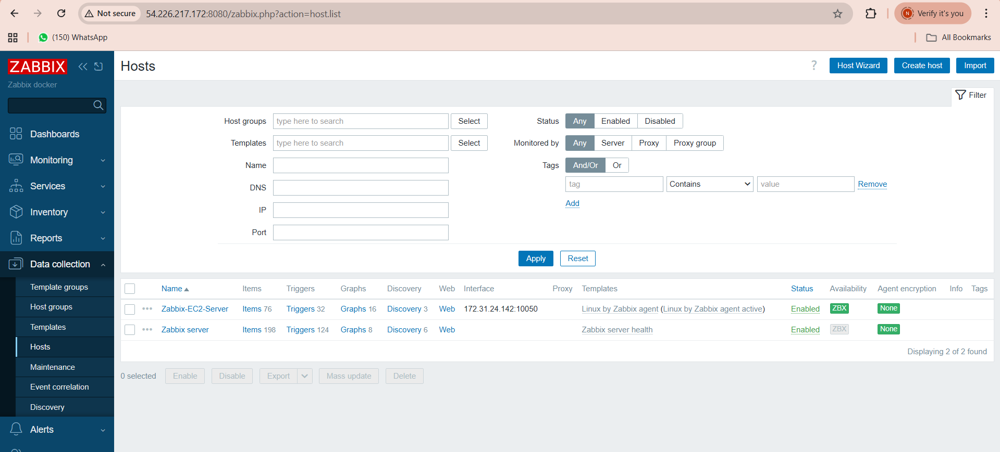 Not secure 54.226.217.172:8080/zabbix.php?action=host.list N Verify it's you
(150) WhatsApp All Bookmarks
ZABBIX
Zabbix docker
Dashboards
Monitoring
Services
Inventory
Reports
Data collection
Template groups
Host groups
Templates
Hosts
Maintenance
Event correlation
Discovery
Alerts
Hosts ? Host Wizard Create host Import
Filter
Host groups type here to search Select Status Any Enabled Disabled
Templates type here to search Select Monitored by Any Server Proxy Proxy group
Name Tags And/Or Or
DNS tag Contains value Remove
Add
IP
Port
Apply Reset
Name Items Triggers Graphs Discovery Web Interface Proxy Templates Status Availability Agent encryption Info Tags
Zabbix-EC2-Server Items 76 Triggers 32 Graphs 16 Discovery 3 Web 172.31.24.142:10050 Linux by Zabbix agent (Linux by Zabbix agent active) Enabled ZBX None
Zabbix server Items 198 Triggers 124 Graphs 8 Discovery 6 Web Zabbix server health Enabled ZBX None
Displaying 2 of 2 found
0 selected Enable Disable Export Mass update Delete